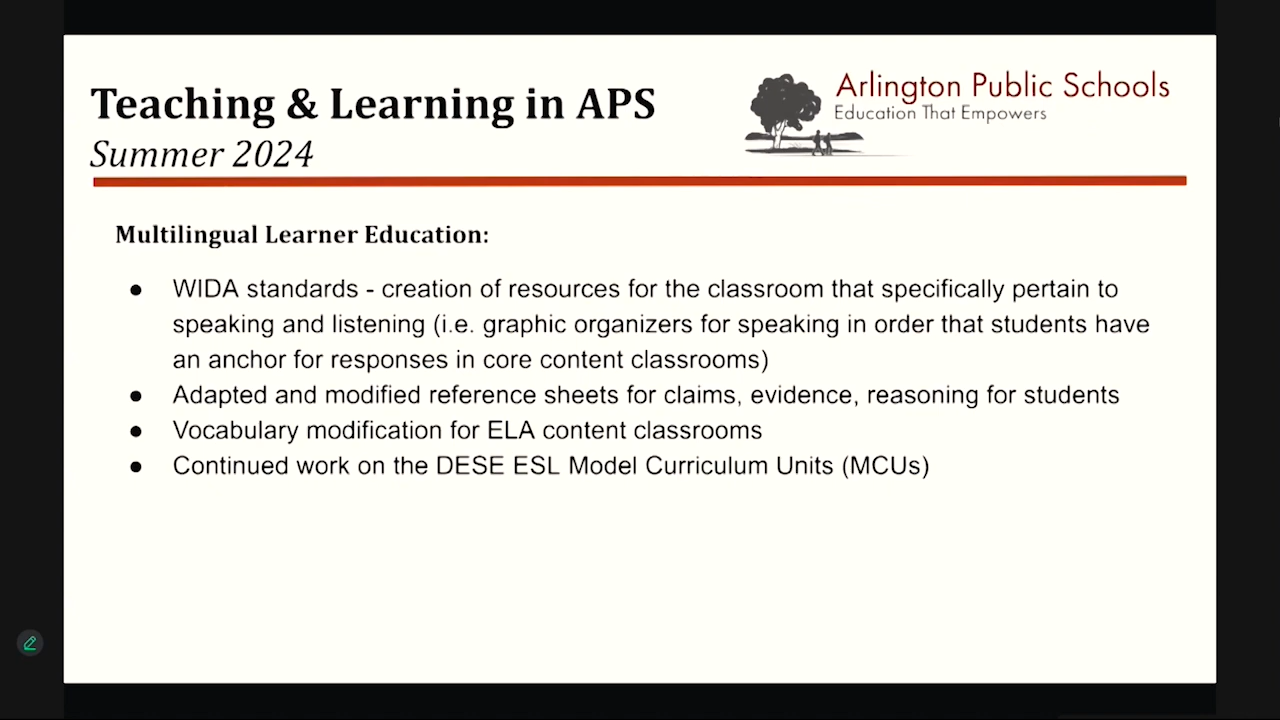 Teaching & Learning in APS
Summer 2024
Arlington Public Schools
Education That Empowers
Multilingual Learner Education:
● WIDA standards - creation of resources for the classroom that specifically pertain to
speaking and listening (i.e. graphic organizers for speaking in order that students have
an anchor for responses in core content classrooms)
● Adapted and modified reference sheets for claims, evidence, reasoning for students
● Vocabulary modification for ELA content classrooms
● Continued work on the DESE ESL Model Curriculum Units (MCUs)